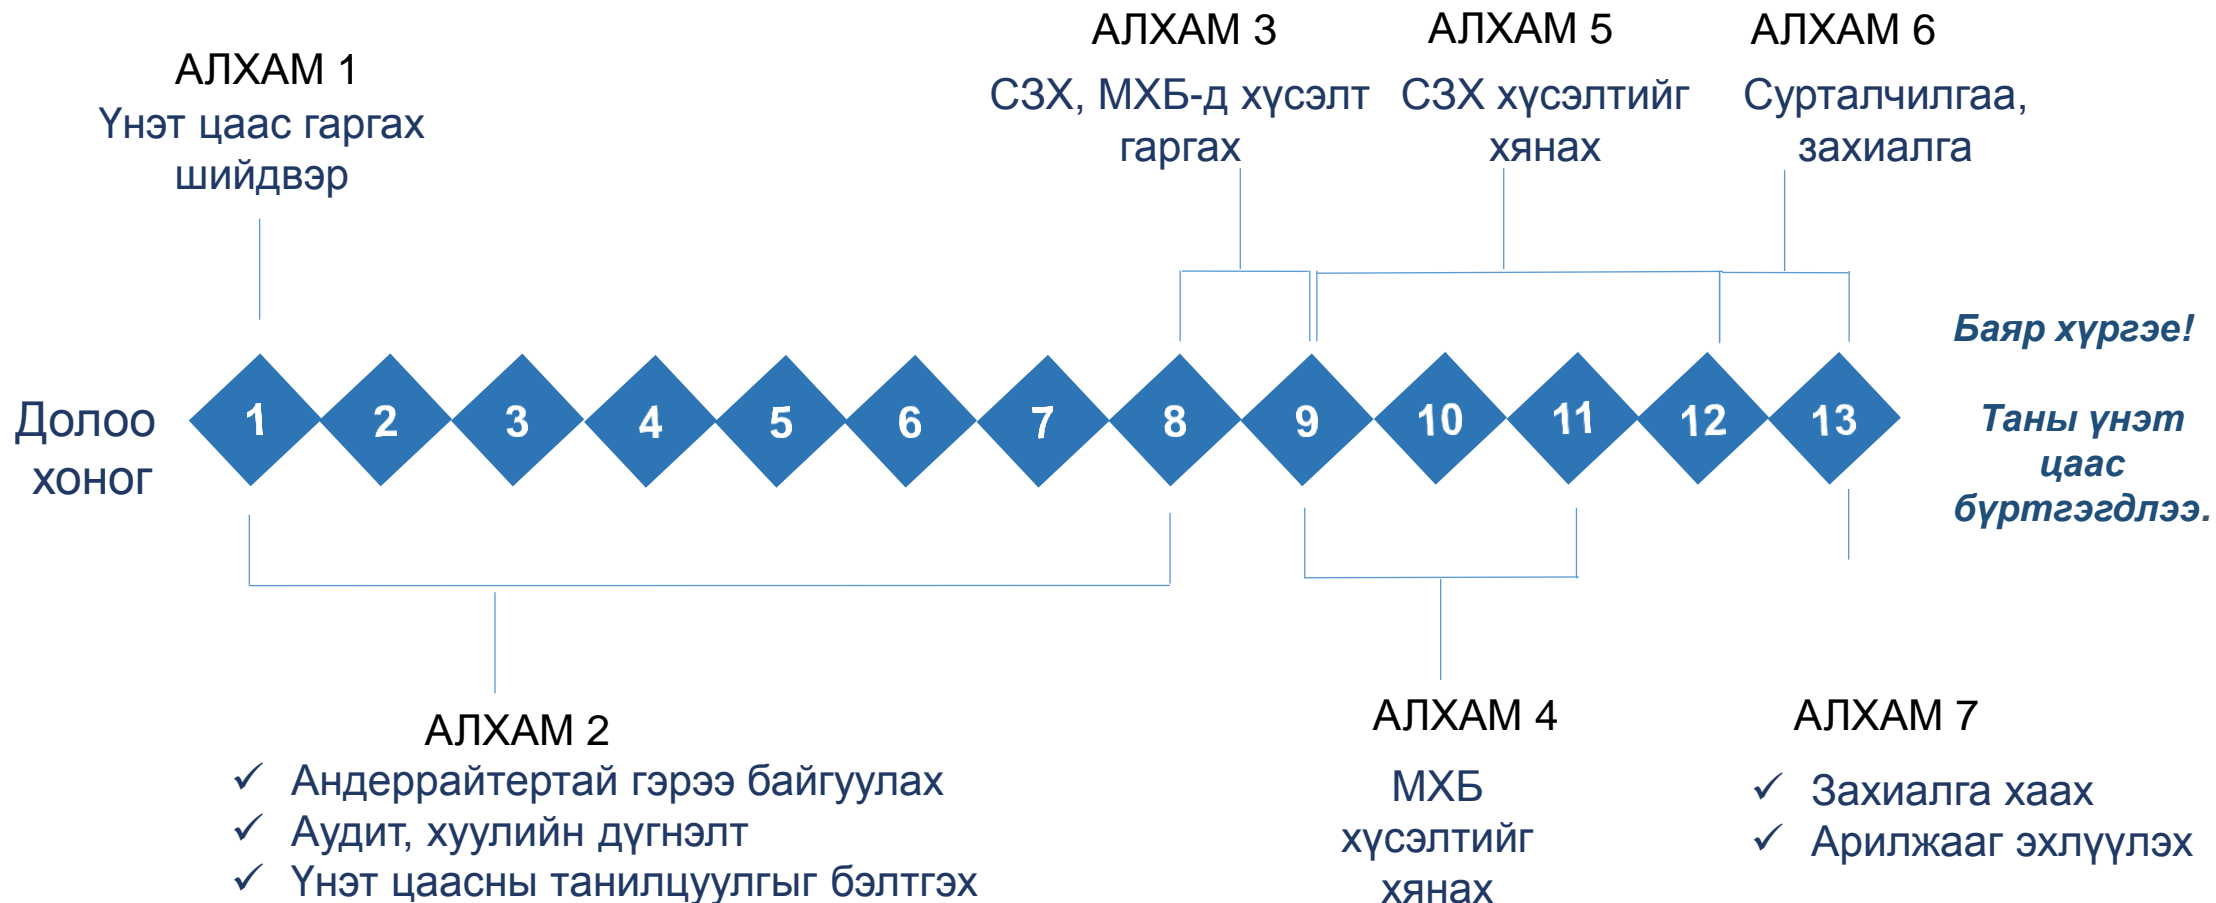 АЛХАМ 1
Үнэт цаас гаргах
шийдвэр
АЛХАМ 3
СЗХ, МХБ-д хүсэлт
гаргах
АЛХАМ 5
СЗХ хүсэлтийг
хянах
АЛХАМ 6
Сурталчилгаа,
захиалга
Долоо
хоног
1
2
3
4
5
6
7
8
9
10
11
12
13
Баяр хүргэе!
Таны үнэт
цаас
бүртгэгдлээ.
АЛХАМ 2
✓ Андеррайтертай гэрээ байгуулах
✓ Аудит, хуулийн дүгнэлт
✓ Үнэт цаасны танилцуулгыг бэлтгэх
АЛХАМ 4
МХБ
хүсэлтийг
хянах
АЛХАМ 7
✓ Захиалга хаах
✓ Арилжааг эхлүүлэх